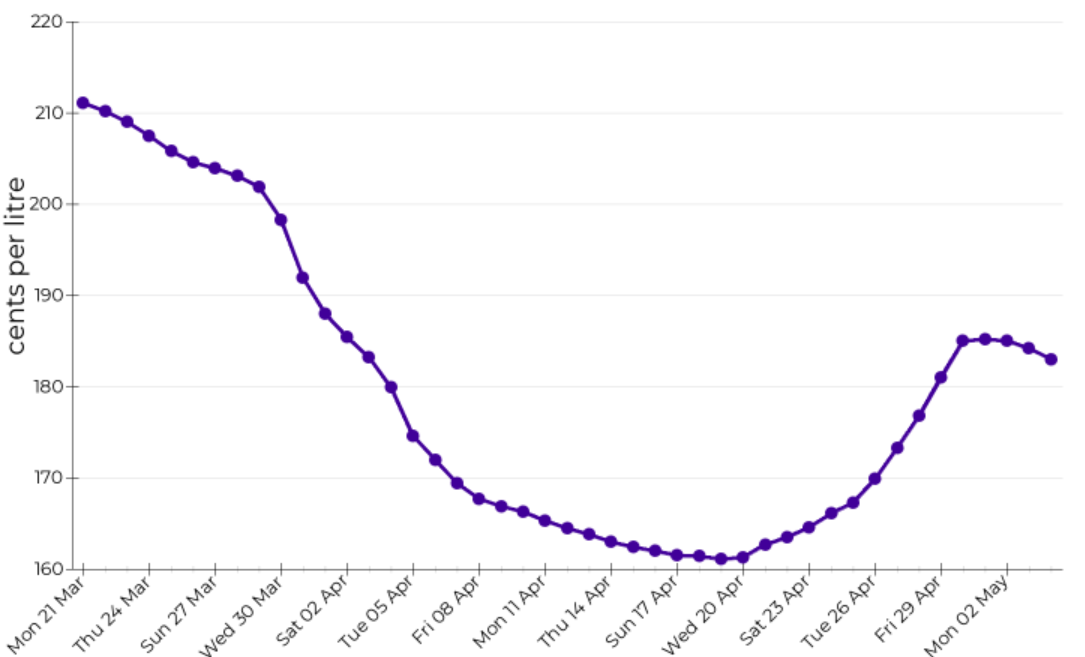 220
210
200
190
180
170
160
cents per litre
Mon 21 Mar
Thu 24 Mar
Sun 27 Mar
Wed 30 Mar
Sat 02 Apr
Tue 05 Apr
Fri 08 Apr
Mon 11 Apr
Thu 14 Apr
Sun 17 Apr
Wed 20 Apr
Sat 23 Apr
Tue 26 Apr
Fri 29 Apr
Mon 02 May